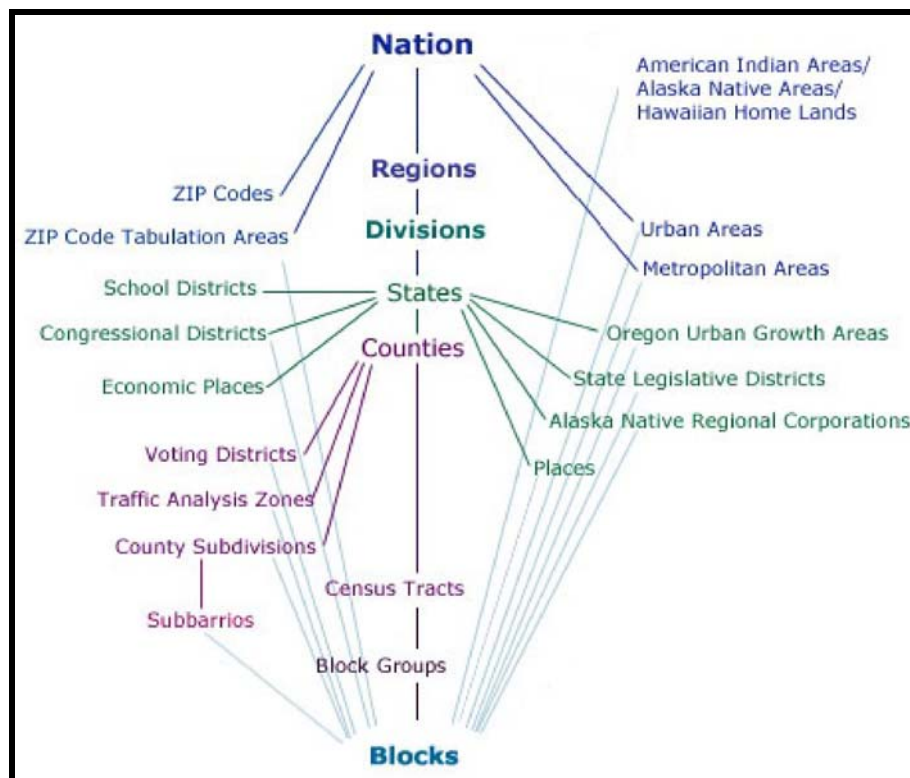 Nation
American Indian Areas/
Alaska Native Areas/
Hawaiian Home Lands
Regions
ZIP Codes
Divisions
Urban Areas
ZIP Code Tabulation Areas
Metropolitan Areas
School Districts
States
Congressional Districts
Oregon Urban Growth Areas
Counties
Economic Places
State Legislative Districts
Alaska Native Regional Corporations
Voting Districts
Places
Traffic Analysis Zones
County Subdivisions
Census Tracts
Subbarrios
Block Groups
Blocks